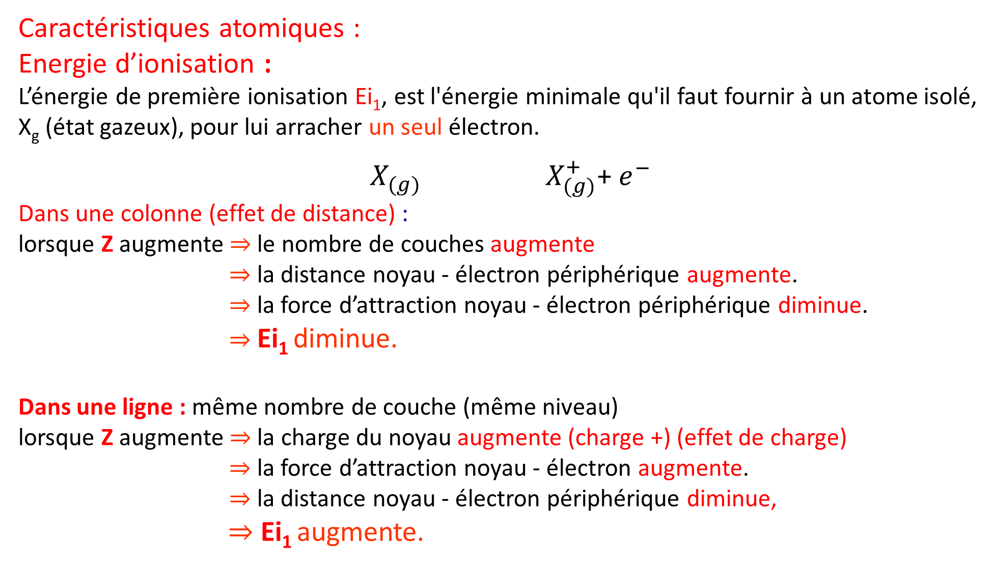 Caractéristiques atomiques :
Energie d’ionisation :
L’énergie de première ionisation Ei₁, est l'énergie minimale qu'il faut fournir à un atome isolé,
X_g (état gazeux), pour lui arracher un seul électron.
X₍g₎ X⁺₍g₎ + e⁻
Dans une colonne (effet de distance) :
lorsque Z augmente ⇒ le nombre de couches augmente
⇒ la distance noyau - électron périphérique augmente.
⇒ la force d’attraction noyau - électron périphérique diminue.
⇒ Ei₁ diminue.
Dans une ligne : même nombre de couche (même niveau)
lorsque Z augmente ⇒ la charge du noyau augmente (charge +) (effet de charge)
⇒ la force d’attraction noyau - électron augmente.
⇒ la distance noyau - électron périphérique diminue,
⇒ Ei₁ augmente.